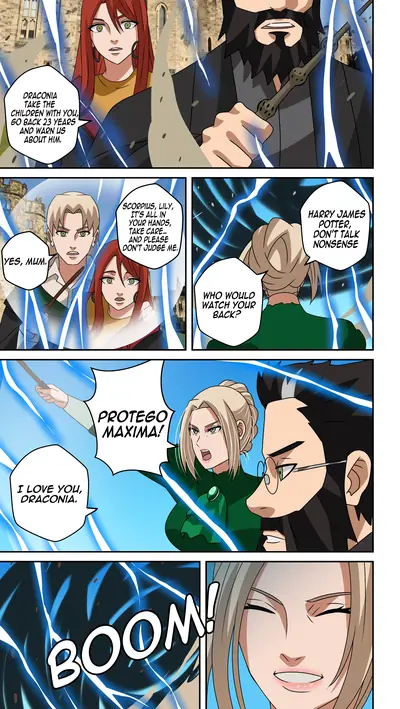 DRACONIA
TAKE THE
CHILDREN WITH YOU,
GO BACK 23 YEARS
AND WARN US
ABOUT HIM.
YES, MUM.
SCORPIUS, LILY,
IT'S ALL IN
YOUR HANDS,
TAKE CARE...
AND PLEASE
DON'T JUDGE ME.
HARRY JAMES
POTTER,
DON'T TALK
NONSENSE
WHO WOULD
WATCH YOUR
BACK?
PROTEGO
MAXIMA!
I LOVE YOU,
DRACONIA.
BOOM!